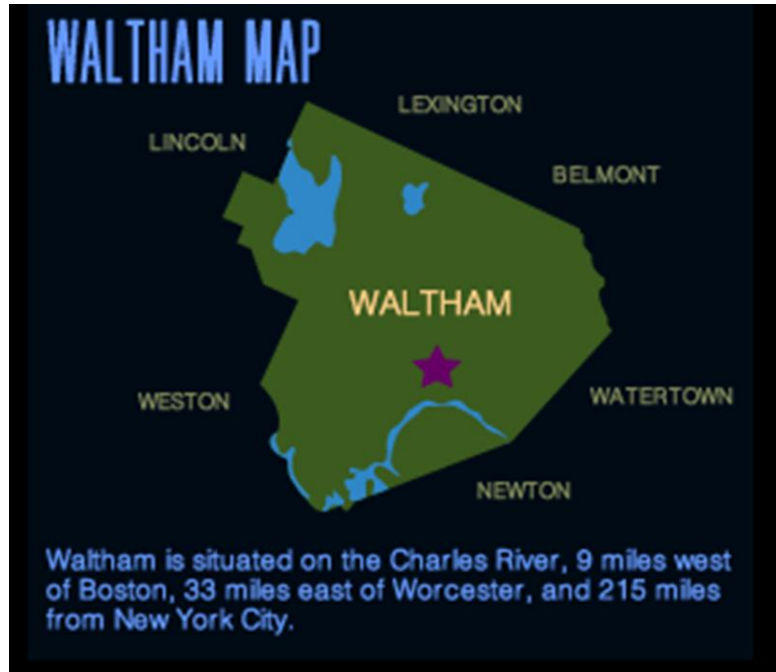 WALTHAM MAP
LEXINGTON
LINCOLN
BELMONT
WALTHAM
WESTON
WATERTOWN
NEWTON
Waltham is situated on the Charles River, 9 miles west
of Boston, 33 miles east of Worcester, and 215 miles
from New York City.